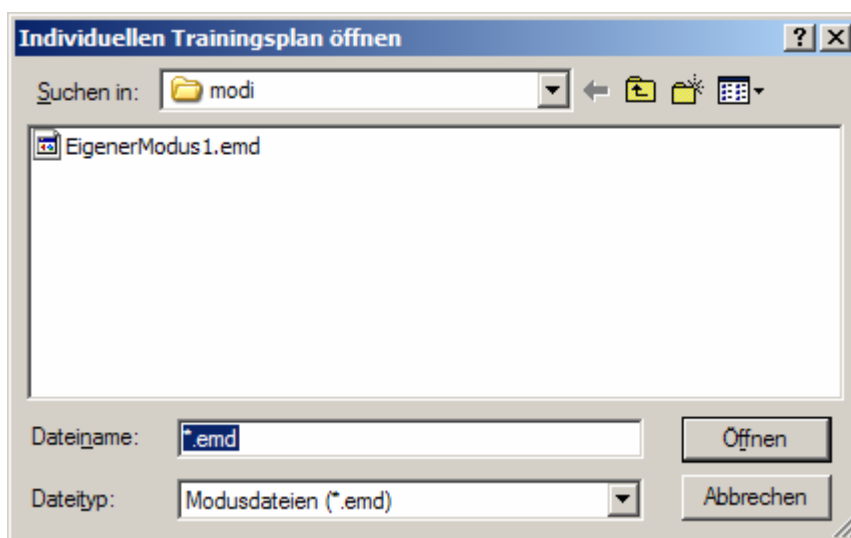 Individuellen Trainingsplan öffnen
Suchen in: modi
EigenerModus1.emd
Dateiname: *.emd Öffnen
Dateityp: Modusdateien (*.emd) Abbrechen